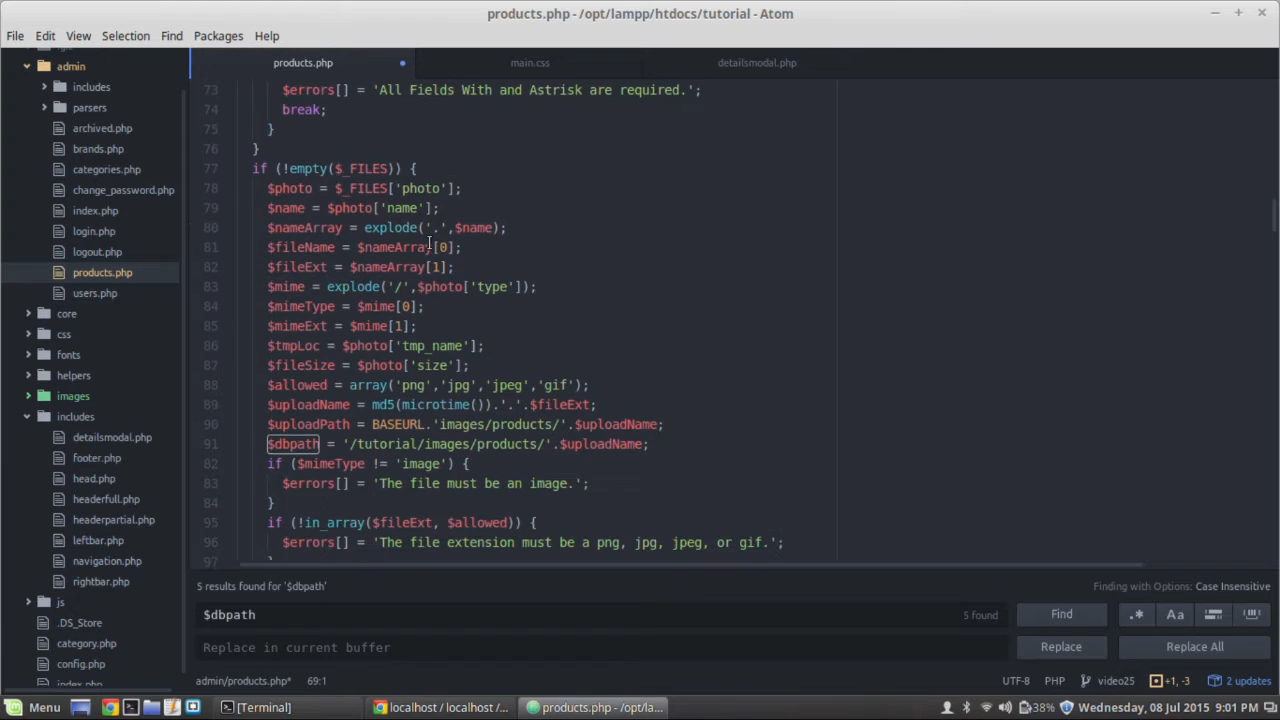 products.php - /opt/lampp/htdocs/tutorial - Atom
File Edit View Selection Find Packages Help
admin
includes
parsers
archived.php
brands.php
categories.php
change_password.php
index.php
login.php
logout.php
products.php
users.php
core
css
fonts
helpers
images
includes
detailsmodal.php
footer.php
head.php
headerfull.php
headerpartial.php
leftbar.php
navigation.php
rightbar.php
js
.DS_Store
category.php
config.php
index.php
products.php main.css detailsmodal.php
73 $errors[] = 'All Fields With and Astrisk are required.';
74 break;
75 }
76 }
77 if (!empty($_FILES)) {
78 $photo = $_FILES['photo'];
79 $name = $photo['name'];
80 $nameArray = explode('.',$name);
81 $fileName = $nameArray[0];
82 $fileExt = $nameArray[1];
83 $mime = explode('/',$photo['type']);
84 $mimeType = $mime[0];
85 $mimeExt = $mime[1];
86 $tmpLoc = $photo['tmp_name'];
87 $fileSize = $photo['size'];
88 $allowed = array('png','jpg','jpeg','gif');
89 $uploadName = md5(microtime()).'.'.$fileExt;
90 $uploadPath = BASEURL.'images/products/'.$uploadName;
91 $dbpath = '/tutorial/images/products/'.$uploadName;
92 if ($mimeType != 'image') {
93 $errors[] = 'The file must be an image.';
94 }
95 if (!in_array($fileExt, $allowed)) {
96 $errors[] = 'The file extension must be a png, jpg, jpeg, or gif.';
97 }
5 results found for '$dbpath' Finding with Options: Case Insensitive
$dbpath 5 found Find .* Aa
Replace in current buffer Replace Replace All
admin/products.php* 69:1 UTF-8 PHP video25 +1, -3 2 updates
Menu [Terminal] localhost / localhost /... products.php - /opt/la... 38% Wednesday, 08 Jul 2015 9:01 PM